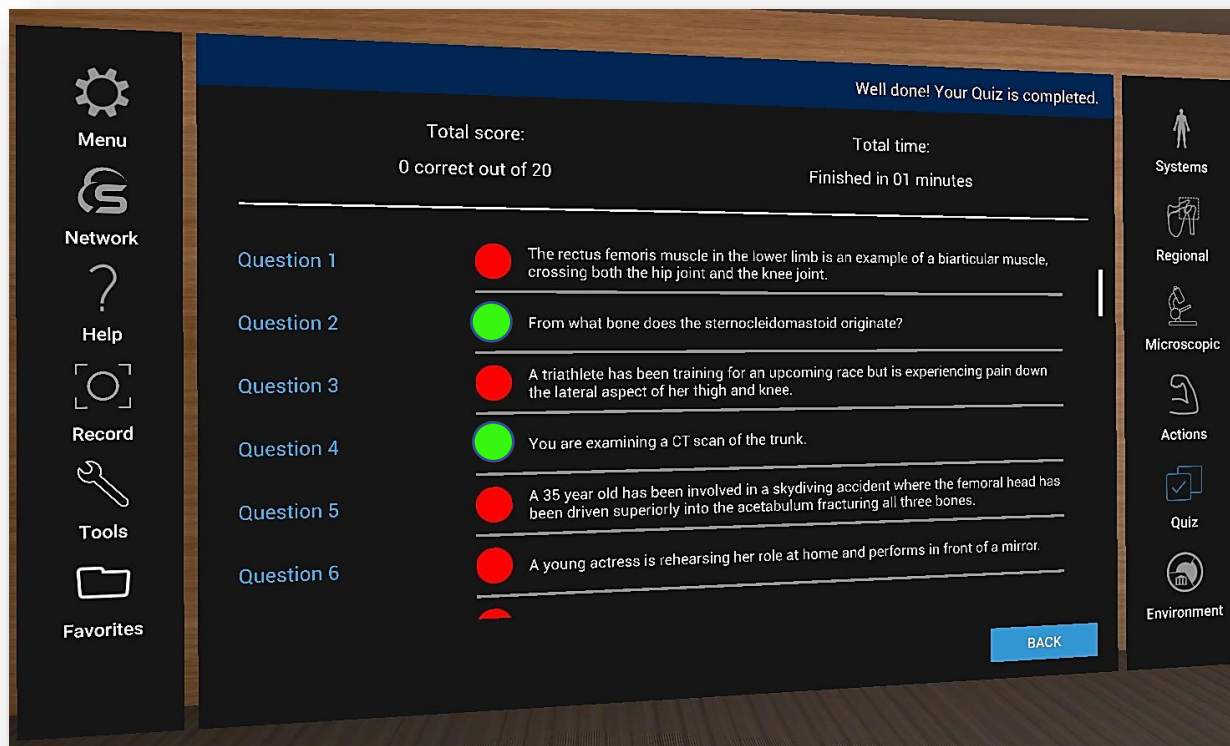 Well done! Your Quiz is completed.
Total score:
0 correct out of 20
Total time:
Finished in 01 minutes
Menu
Network
Help
Record
Tools
Favorites
Question 1
The rectus femoris muscle in the lower limb is an example of a biarticular muscle,
crossing both the hip joint and the knee joint.
Question 2
From what bone does the sternocleidomastoid originate?
Question 3
A triathlete has been training for an upcoming race but is experiencing pain down
the lateral aspect of her thigh and knee.
Question 4
You are examining a CT scan of the trunk.
Question 5
A 35 year old has been involved in a skydiving accident where the femoral head has
been driven superiorly into the acetabulum fracturing all three bones.
Question 6
A young actress is rehearsing her role at home and performs in front of a mirror.
BACK
Systems
Regional
Microscopic
Actions
Quiz
Environment